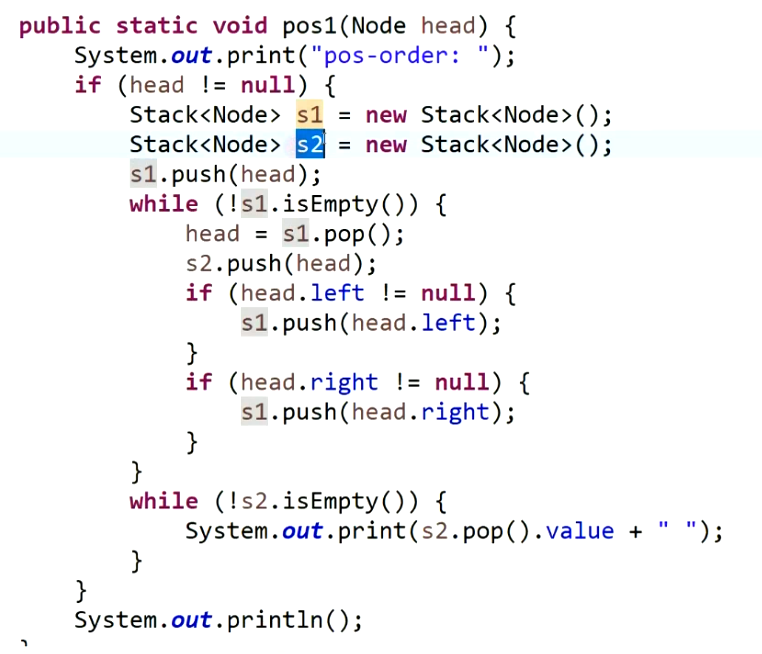 public static void pos1(Node head) {
    System.out.print("pos-order: ");
    if (head != null) {
        Stack<Node> s1 = new Stack<Node>();
        Stack<Node> s2 = new Stack<Node>();
        s1.push(head);
        while (!s1.isEmpty()) {
            head = s1.pop();
            s2.push(head);
            if (head.left != null) {
                s1.push(head.left);
            }
            if (head.right != null) {
                s1.push(head.right);
            }
        }
        while (!s2.isEmpty()) {
            System.out.print(s2.pop().value + " ");
        }
    }
    System.out.println();
}